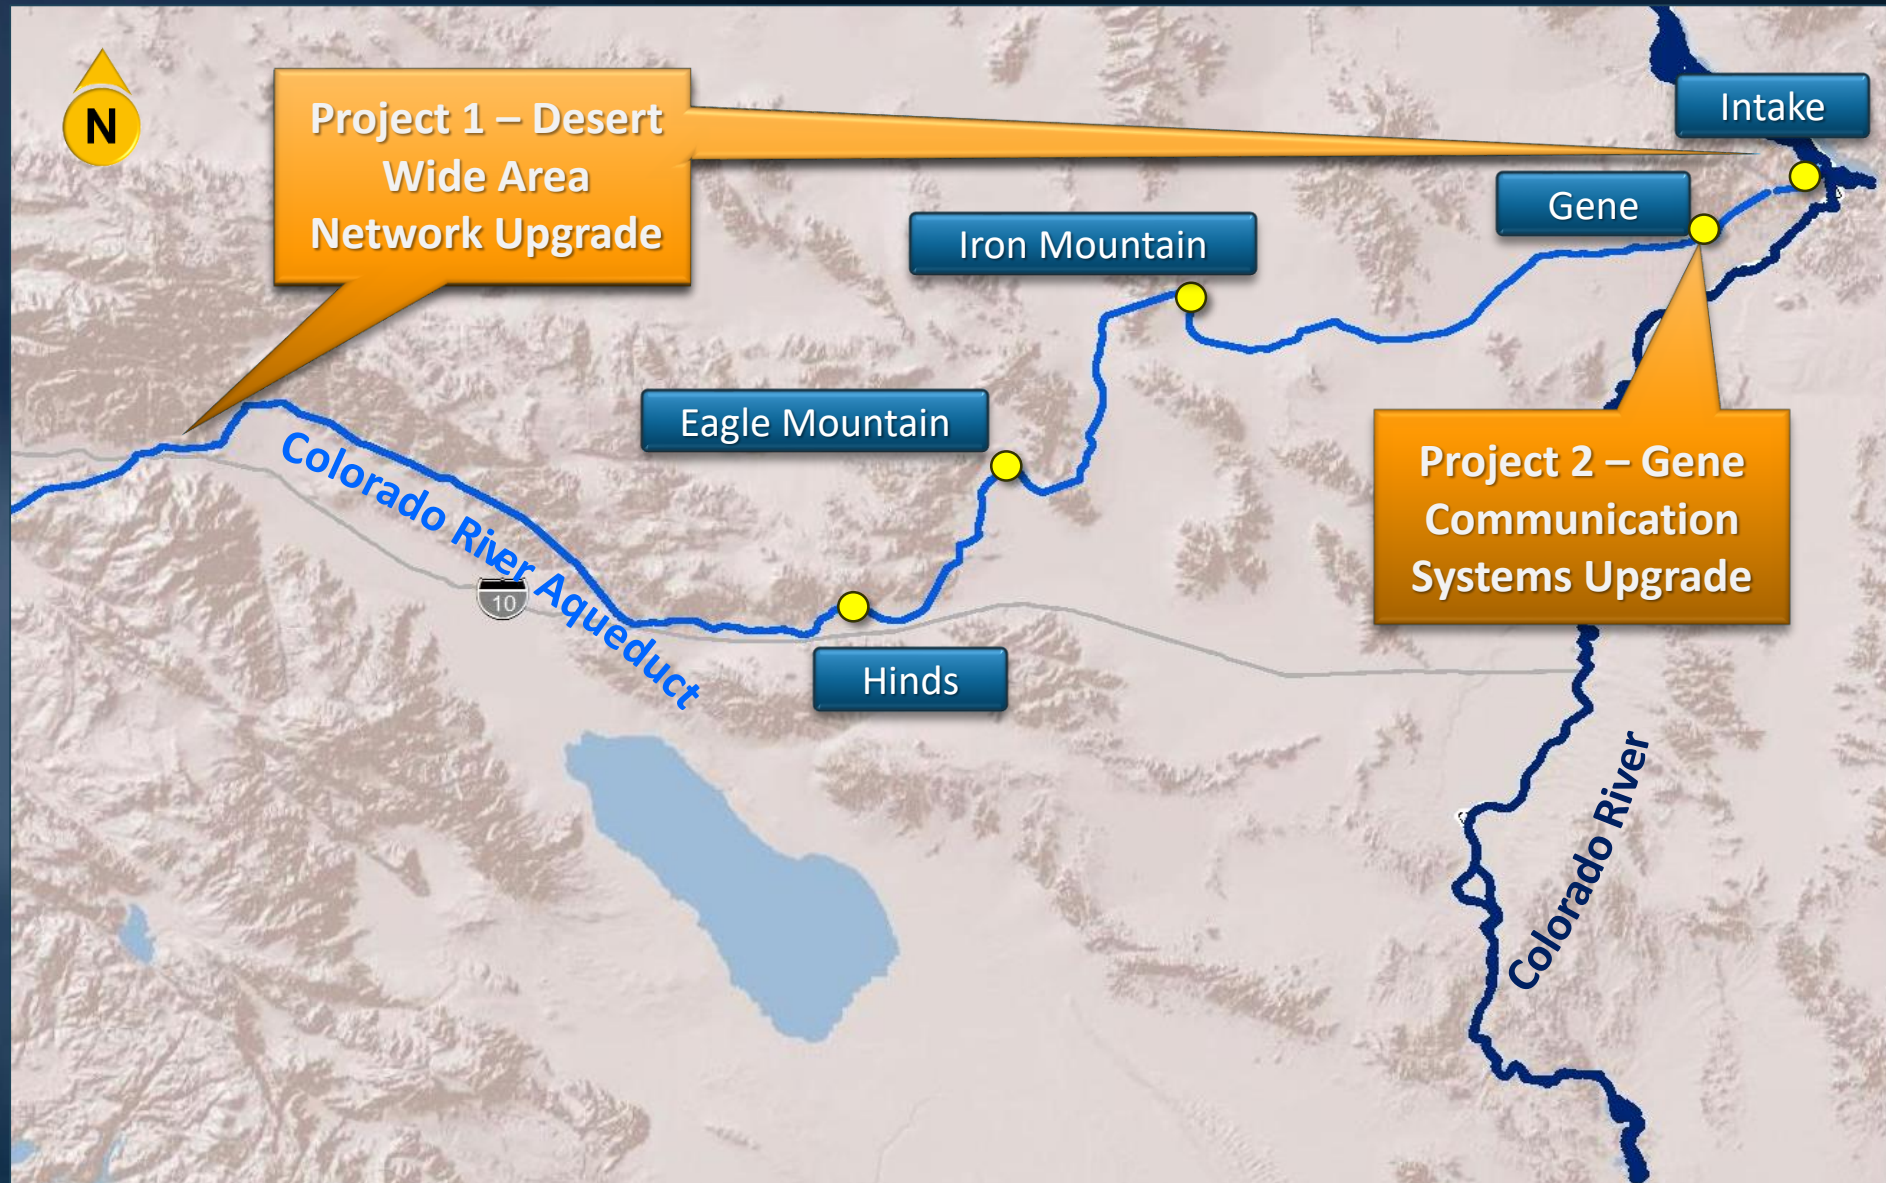 N
Project 1 – Desert
Wide Area
Network Upgrade
Intake
Gene
Iron Mountain
Eagle Mountain
Colorado River Aqueduct
10
Hinds
Project 2 – Gene
Communication
Systems Upgrade
Colorado River